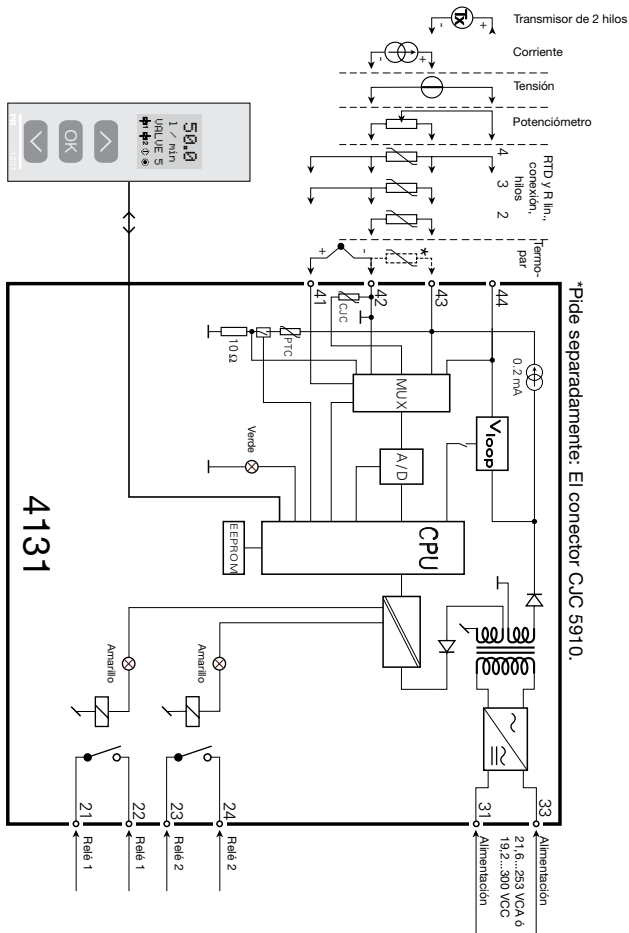 Transmisor de 2 hilos
Tx
- +
Corriente
- +
Tensión
Potenciómetro
RTD y R lin.,
conexión,
hilos
4
3
2
Termo-
par
+
-
*
*Pide separadamente: El conector CJC 5910.
41
42
43
44
CJC
PTC
10 Ω
0.2 mA
MUX
Vloop
A/D
Verde
CPU
EEPROM
4131
50.0
l / min
VALVE 5
OK
Amarillo
Amarillo
21
22
23
24
31
33
Relé 1
Relé 1
Relé 2
Relé 2
Alimentación
21,6...253 VCA ó
19,2...300 VCC
Alimentación